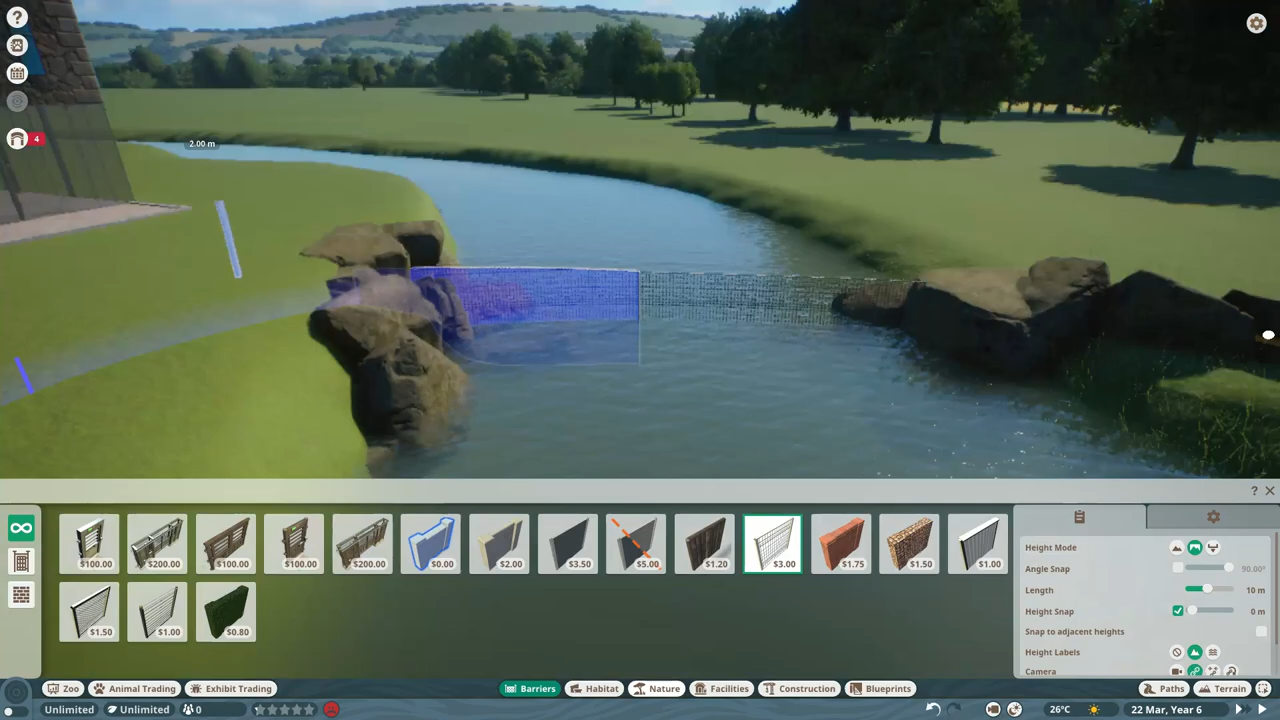 ?
4
2.00 m
?
$100.00 $200.00 $100.00 $100.00 $200.00 $0.00 $2.00 $3.50 $5.00 $1.20 $3.00 $1.75 $1.50 $1.00
$1.50 $1.00 $0.80
Height Mode
Angle Snap 90.00°
Length 10 m
Height Snap 0 m
Snap to adjacent heights
Height Labels
Camera
Zoo Animal Trading Exhibit Trading Barriers Habitat Nature Facilities Construction Blueprints Paths Terrain
Unlimited Unlimited 0 26°C 22 Mar, Year 6